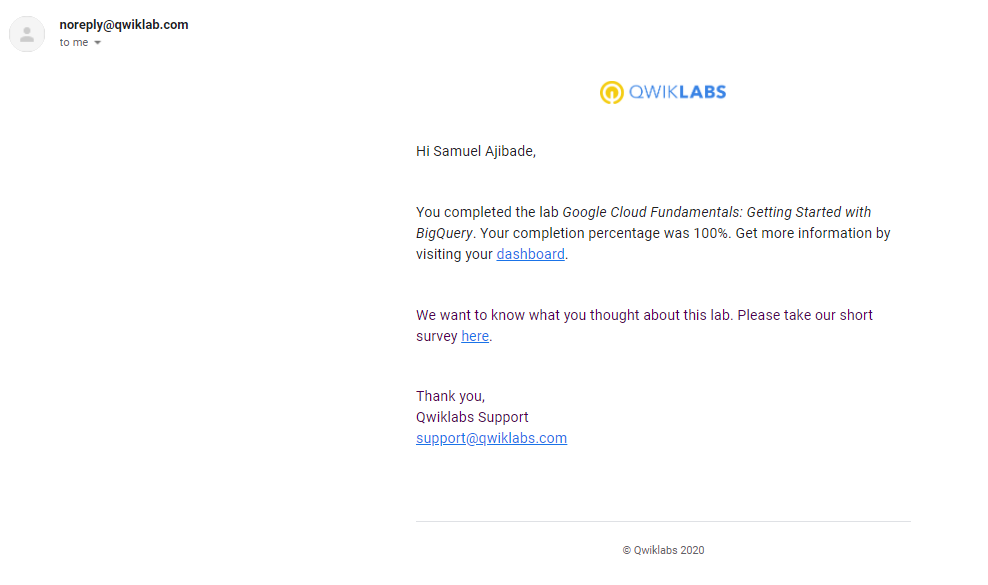 noreply@qwiklab.com
to me
QWIKLABS
Hi Samuel Ajibade,
You completed the lab Google Cloud Fundamentals: Getting Started with
BigQuery. Your completion percentage was 100%. Get more information by
visiting your dashboard.
We want to know what you thought about this lab. Please take our short
survey here.
Thank you,
Qwiklabs Support
support@qwiklabs.com
© Qwiklabs 2020